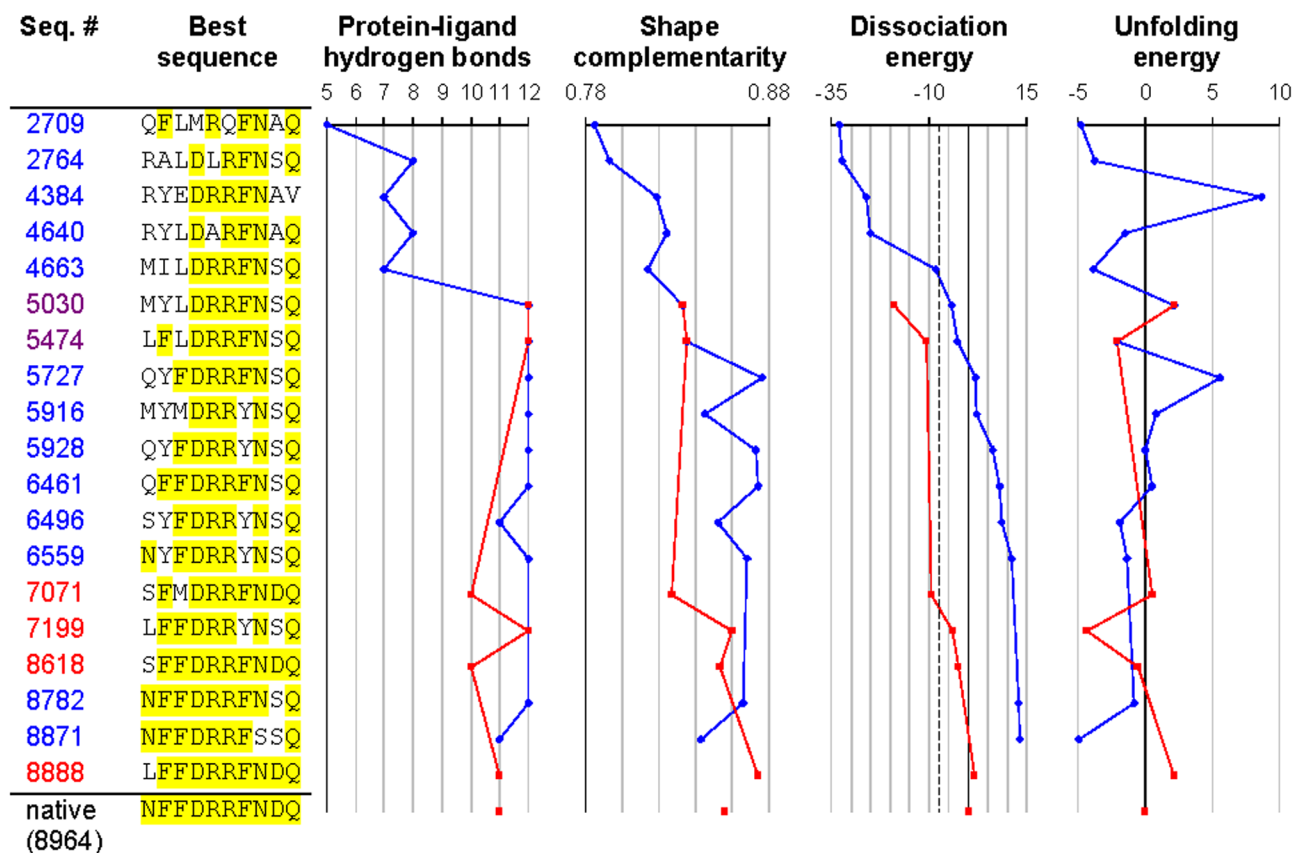 Seq. # Best Protein-ligand Shape Dissociation Unfolding
sequence hydrogen bonds complementarity energy energy
5 6 7 8 9 10 11 12 0.78 0.88 -35 -10 15 -5 0 5 10
2709 QFLMRQFNAQ
2764 RALDLRFNSQ
4384 RYEDRRFNAV
4640 RYLDARFNAQ
4663 MILDRRFNSQ
5030 MYLDRRFNSQ
5474 LFLDRRFNSQ
5727 QYFDRRFNSQ
5916 MYMDRRYNSQ
5928 QYFDRRYNSQ
6461 QFFDRRFNSQ
6496 SYFDRRYNSQ
6559 NYFDRRYNSQ
7071 SFMDRRFNDQ
7199 LFFDRRYNSQ
8618 SFFDRRFNDQ
8782 NFFDRRFNSQ
8871 NFFDRRFSSQ
8888 LFFDRRFNDQ
native NFFDRRFNDQ
(8964)